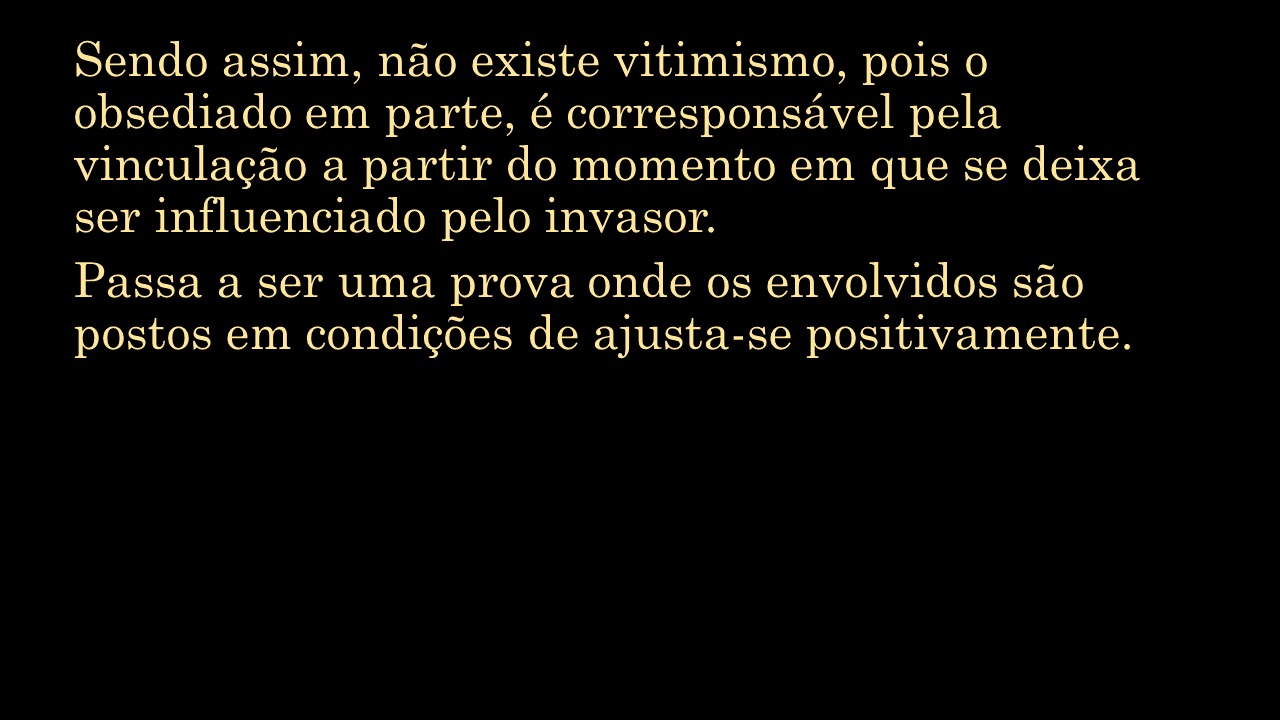 Sendo assim, não existe vitimismo, pois o
obsediado em parte, é corresponsável pela
vinculação a partir do momento em que se deixa
ser influenciado pelo invasor.
Passa a ser uma prova onde os envolvidos são
postos em condições de ajusta-se positivamente.